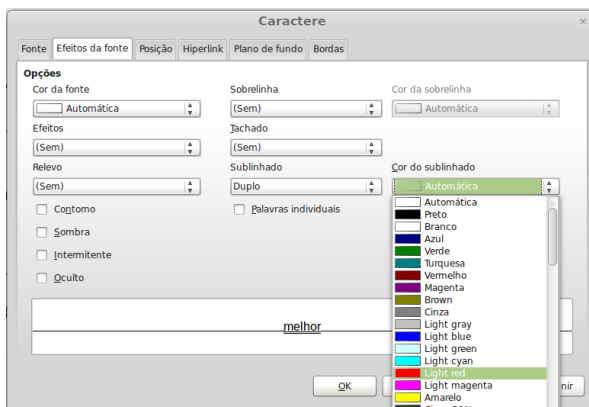 Caractere
Fonte Efeitos da fonte Posição Hiperlink Plano de fundo Bordas
Opções
Cor da fonte Sobrelinha Cor da sobrelinha
Automática (Sem) Automática
Efeitos Tachado
(Sem) (Sem)
Relevo Sublinhado Cor do sublinhado
(Sem) Duplo Automática
Contorno Palavras individuais
Sombra
Intermitente
Oculto
Automática
Preto
Branco
Azul
Verde
Turquesa
Vermelho
Magenta
Brown
Cinza
Light gray
Light blue
Light green
Light cyan
Light red
Light magenta
Amarelo
melhor
OK nir